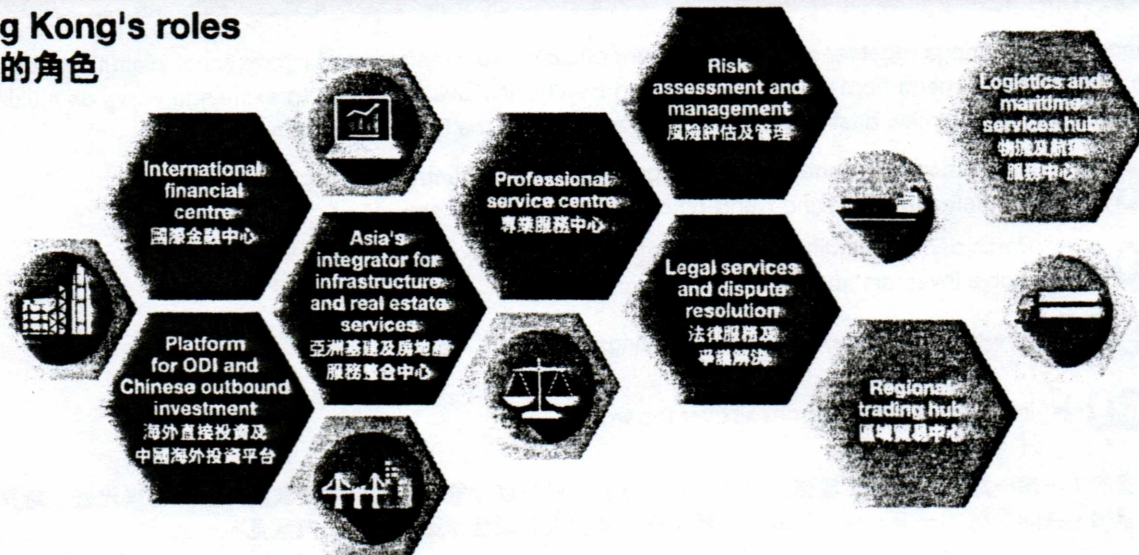 g Kong's roles
的角色
International
financial
centre
國際金融中心
Platform
for ODI and
Chinese outbound
investment
海外直接投資及
中國海外投資平台
Asia's
integrator for
infrastructure
and real estate
services
亞洲基建及房地產
服務整合中心
Professional
service centre
專業服務中心
Risk
assessment and
management
風險評估及管理
Legal services
and dispute
resolution
法律服務及
爭議解決
Logistics and
maritime
services hub
物流及航運
服務中心
Regional
trading hub
區域貿易中心